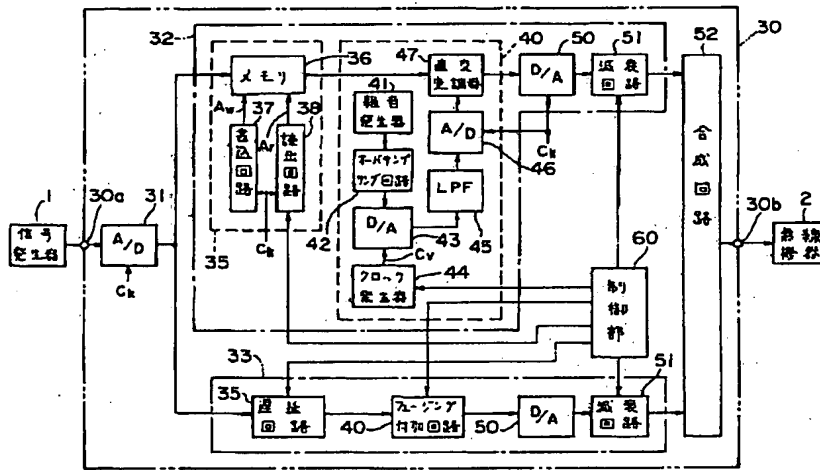 32
36
47
40
50
51
52
30
メモリ
直交
変調器
D/A
減衰
回路
41
Aw
37
Ar
38
雑音
発生器
A/D
46
Ck
書込回路
読出回路
オーバサンプ
リング回路
LPF
合成回路
1
30a
31
42
D/A
43
45
30b
2
信号
発生器
A/D
Ck
35
Ck
Cv
44
60
無線
機器
クロック
発生器
制御部
33
51
35
遅延
回路
40
フェージング
付加回路
50
D/A
減衰
回路